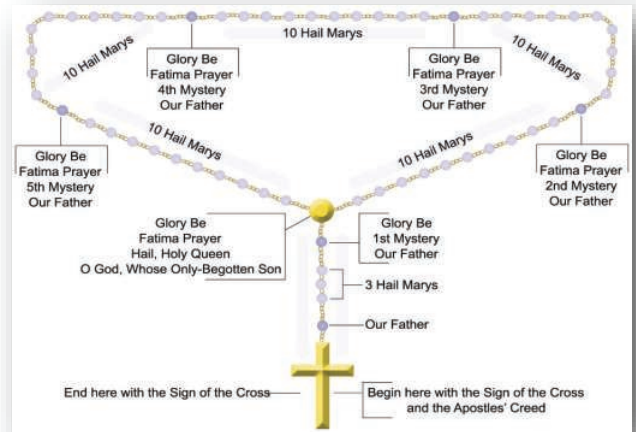 10 Hail Marys
10 Hail Marys
10 Hail Marys
Glory Be
Fatima Prayer
4th Mystery
Our Father
Glory Be
Fatima Prayer
3rd Mystery
Our Father
10 Hail Marys
10 Hail Marys
Glory Be
Fatima Prayer
5th Mystery
Our Father
Glory Be
Fatima Prayer
2nd Mystery
Our Father
Glory Be
Fatima Prayer
Hail, Holy Queen
O God, Whose Only-Begotten Son
Glory Be
1st Mystery
Our Father
3 Hail Marys
Our Father
End here with the Sign of the Cross
Begin here with the Sign of the Cross
and the Apostles' Creed